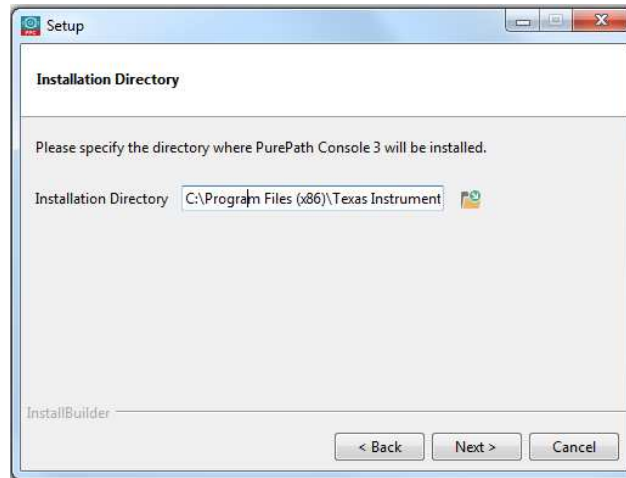 Setup
Installation Directory
Please specify the directory where PurePath Console 3 will be installed.
Installation Directory C:\Program Files (x86)\Texas Instrument
InstallBuilder
< Back Next > Cancel